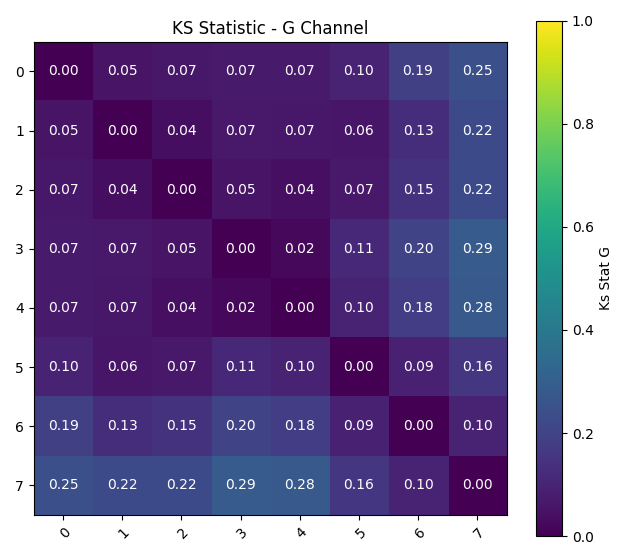 KS Statistic - G Channel
0 0.00 0.05 0.07 0.07 0.07 0.10 0.19 0.25
1 0.05 0.00 0.04 0.07 0.07 0.06 0.13 0.22
2 0.07 0.04 0.00 0.05 0.04 0.07 0.15 0.22
3 0.07 0.07 0.05 0.00 0.02 0.11 0.20 0.29
4 0.07 0.07 0.04 0.02 0.00 0.10 0.18 0.28
5 0.10 0.06 0.07 0.11 0.10 0.00 0.09 0.16
6 0.19 0.13 0.15 0.20 0.18 0.09 0.00 0.10
7 0.25 0.22 0.22 0.29 0.28 0.16 0.10 0.00
0 1 2 3 4 5 6 7
1.0
0.8
0.6
0.4
0.2
0.0
Ks Stat G